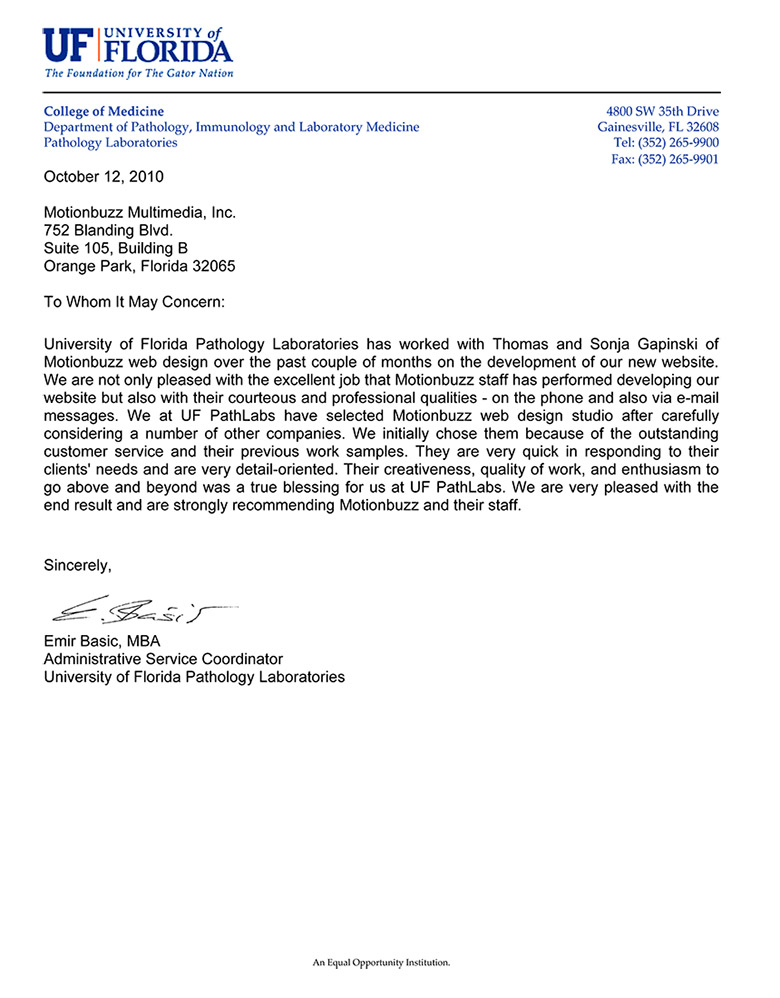 UF UNIVERSITY of
FLORIDA
The Foundation for The Gator Nation
College of Medicine
Department of Pathology, Immunology and Laboratory Medicine
Pathology Laboratories
4800 SW 35th Drive
Gainesville, FL 32608
Tel: (352) 265-9900
Fax: (352) 265-9901
October 12, 2010
Motionbuzz Multimedia, Inc.
752 Blanding Blvd.
Suite 105, Building B
Orange Park, Florida 32065
To Whom It May Concern:
University of Florida Pathology Laboratories has worked with Thomas and Sonja Gapinski of
Motionbuzz web design over the past couple of months on the development of our new website.
We are not only pleased with the excellent job that Motionbuzz staff has performed developing our
website but also with their courteous and professional qualities - on the phone and also via e-mail
messages. We at UF PathLabs have selected Motionbuzz web design studio after carefully
considering a number of other companies. We initially chose them because of the outstanding
customer service and their previous work samples. They are very quick in responding to their
clients' needs and are very detail-oriented. Their creativeness, quality of work, and enthusiasm to
go above and beyond was a true blessing for us at UF PathLabs. We are very pleased with the
end result and are strongly recommending Motionbuzz and their staff.
Sincerely,
E. Bašić
Emir Basic, MBA
Administrative Service Coordinator
University of Florida Pathology Laboratories
An Equal Opportunity Institution.